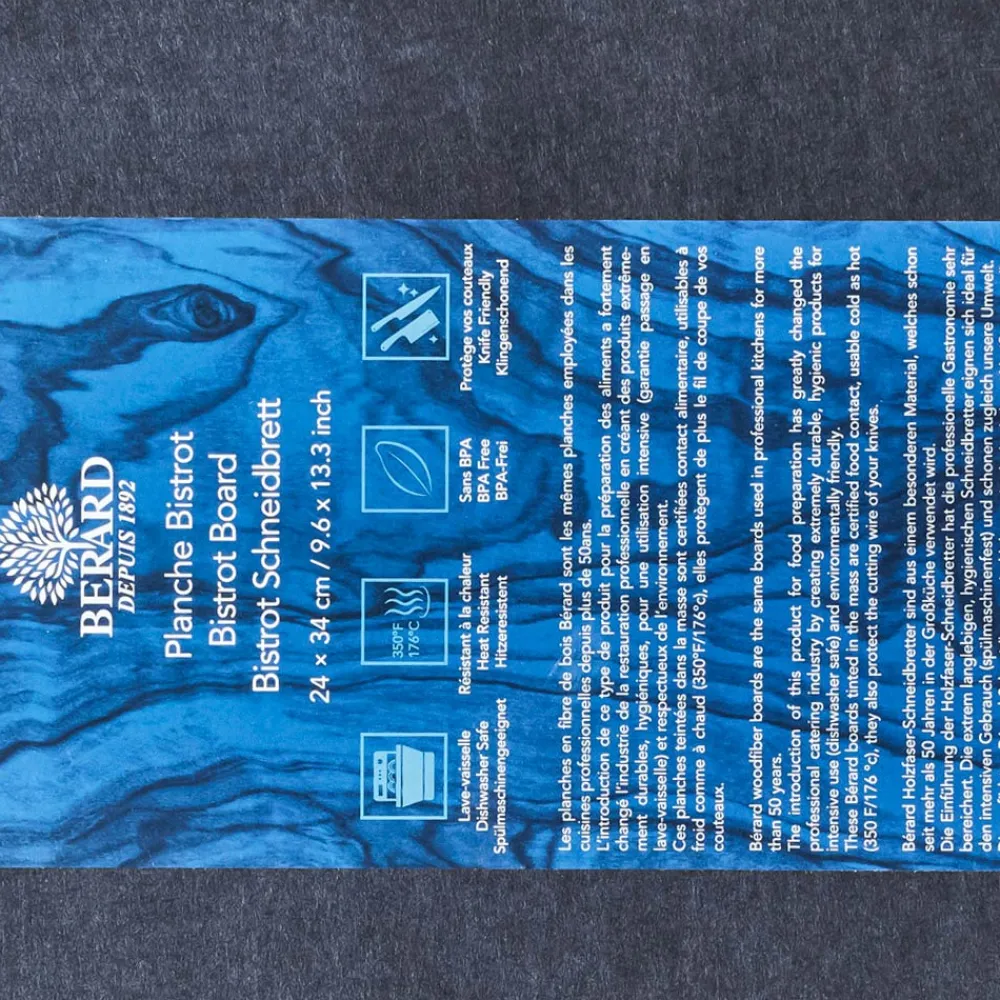 BERARD
DEPUIS 1892
Planche Bistrot
Bistrot Board
Bistrot Schneidbrett
24 x 34 cm / 9.6 x 13.3 inch
Lave-vaisselle
Dishwasher Safe
Spülmaschinengeeignet
350°F
176°C
Résistant à la chaleur
Heat Resistant
Hitzeresistent
Sans BPA
BPA Free
BPA-Frei
Protège vos couteaux
Knife Friendly
Klingenschonend
Les planches en fibre de bois Bérard sont les mêmes planches employées dans les
cuisines professionnelles depuis plus de 50ans.
L'introduction de ce type de produit pour la préparation des aliments a fortement
changé l'industrie de la restauration professionnelle en créant des produits extrême-
ment durables, hygiéniques, pour une utilisation intensive (garantie passage en
lave-vaisselle) et respectueux de l'environnement.
Ces planches teintées dans la masse sont certifiées contact alimentaire, utilisables à
froid comme à chaud (350°F/176°c), elles protègent de plus le fil de coupe de vos
couteaux.
Bérard woodfiber boards are the same boards used in professional kitchens for more
than 50 years.
The introduction of this product for food preparation has greatly changed the
professional catering industry by creating extremely durable, hygienic products for
intensive use (dishwasher safe) and environmentally friendly.
These Bérard boards tinted in the mass are certified food contact, usable cold as hot
(350 F/176 °c), they also protect the cutting wire of your knives.
Bérard Holzfaser-Schneidbretter sind aus einem besonderen Material, welches schon
seit mehr als 50 Jahren in der Großküche verwendet wird.
Die Einführung der Holzfaser-Schneidbretter hat die professionelle Gastronomie sehr
bereichert. Die extrem langlebigen, hygienischen Schneidbretter eignen sich ideal für
den intensiven Gebrauch (spülmaschinenfest) und schonen zugleich unsere Umwelt.